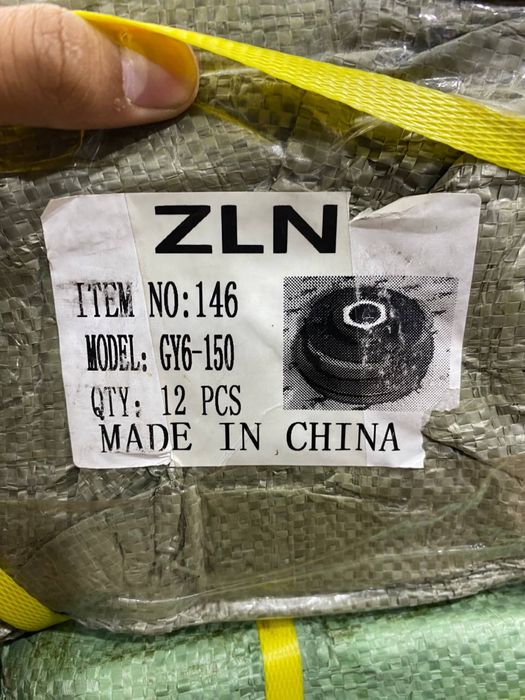 ZLN
ITEM NO:146
MODEL: GY6-150
QTY: 12 PCS
MADE IN CHINA